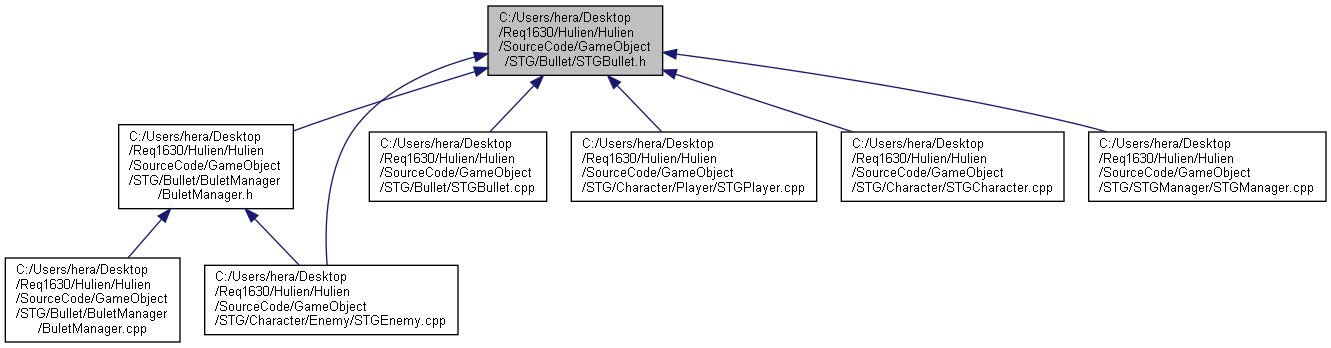 C:/Users/hera/Desktop
/Req1630/Hulien/Hulien
/SourceCode/GameObject
/STG/Bullet/STGBullet.h
C:/Users/hera/Desktop
/Req1630/Hulien/Hulien
/SourceCode/GameObject
/STG/Bullet/BuletManager
/BuletManager.h
C:/Users/hera/Desktop
/Req1630/Hulien/Hulien
/SourceCode/GameObject
/STG/Bullet/STGBullet.cpp
C:/Users/hera/Desktop
/Req1630/Hulien/Hulien
/SourceCode/GameObject
/STG/Character/Player/STGPlayer.cpp
C:/Users/hera/Desktop
/Req1630/Hulien/Hulien
/SourceCode/GameObject
/STG/Character/STGCharacter.cpp
C:/Users/hera/Desktop
/Req1630/Hulien/Hulien
/SourceCode/GameObject
/STG/STGManager/STGManager.cpp
C:/Users/hera/Desktop
/Req1630/Hulien/Hulien
/SourceCode/GameObject
/STG/Bullet/BuletManager
/BuletManager.cpp
C:/Users/hera/Desktop
/Req1630/Hulien/Hulien
/SourceCode/GameObject
/STG/Character/Enemy/STGEnemy.cpp